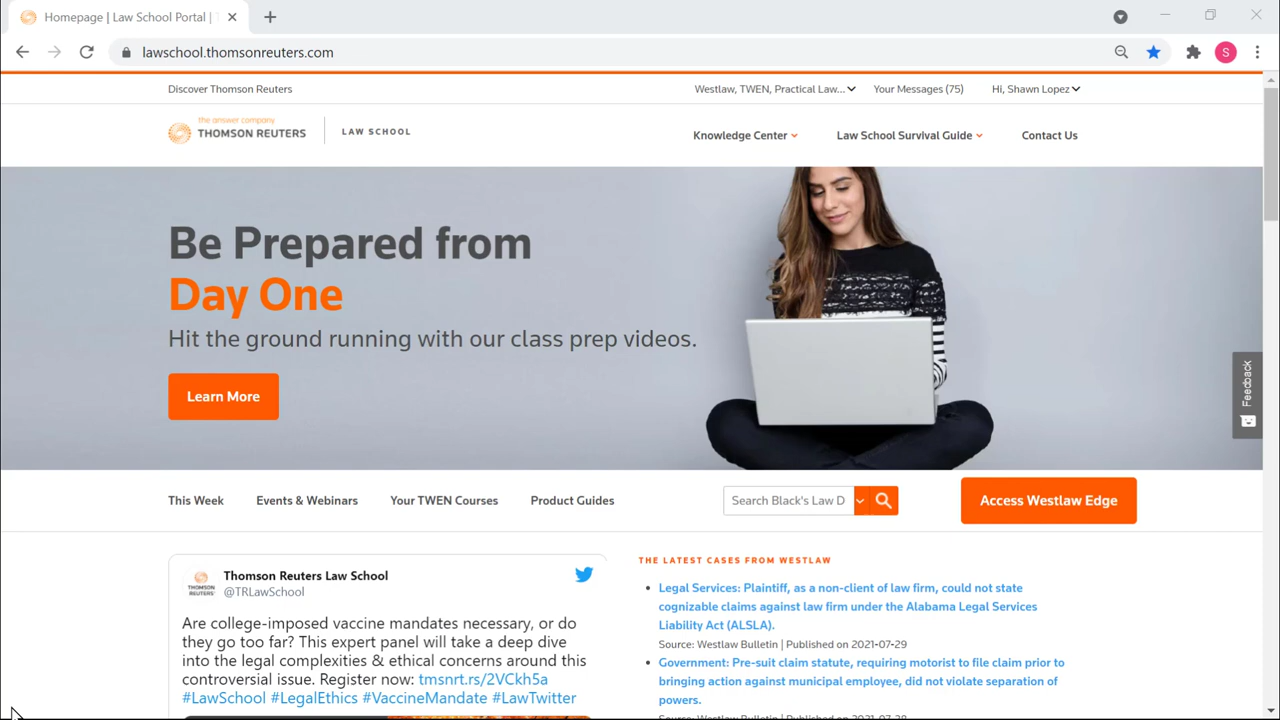 Homepage | Law School Portal |
lawschool.thomsonreuters.com
S
Discover Thomson Reuters
Westlaw, TWEN, Practical Law...
Your Messages (75)
Hi, Shawn Lopez
the answer company
THOMSON REUTERS
LAW SCHOOL
Knowledge Center
Law School Survival Guide
Contact Us
Be Prepared from
Day One
Hit the ground running with our class prep videos.
Learn More
Feedback
This Week
Events & Webinars
Your TWEN Courses
Product Guides
Search Black's Law D
Access Westlaw Edge
Thomson Reuters Law School
@TRLawSchool
THOMSON
REUTERS
Are college-imposed vaccine mandates necessary, or do
they go too far? This expert panel will take a deep dive
into the legal complexities & ethical concerns around this
controversial issue. Register now: tmsnrt.rs/2VCkh5a
#LawSchool #LegalEthics #VaccineMandate #LawTwitter
THE LATEST CASES FROM WESTLAW
Legal Services: Plaintiff, as a non-client of law firm, could not state
cognizable claims against law firm under the Alabama Legal Services
Liability Act (ALSLA).
Source: Westlaw Bulletin | Published on 2021-07-29
Government: Pre-suit claim statute, requiring motorist to file claim prior to
bringing action against municipal employee, did not violate separation of
powers.
Source: Westlaw Bulletin | Published on 2021-07-28